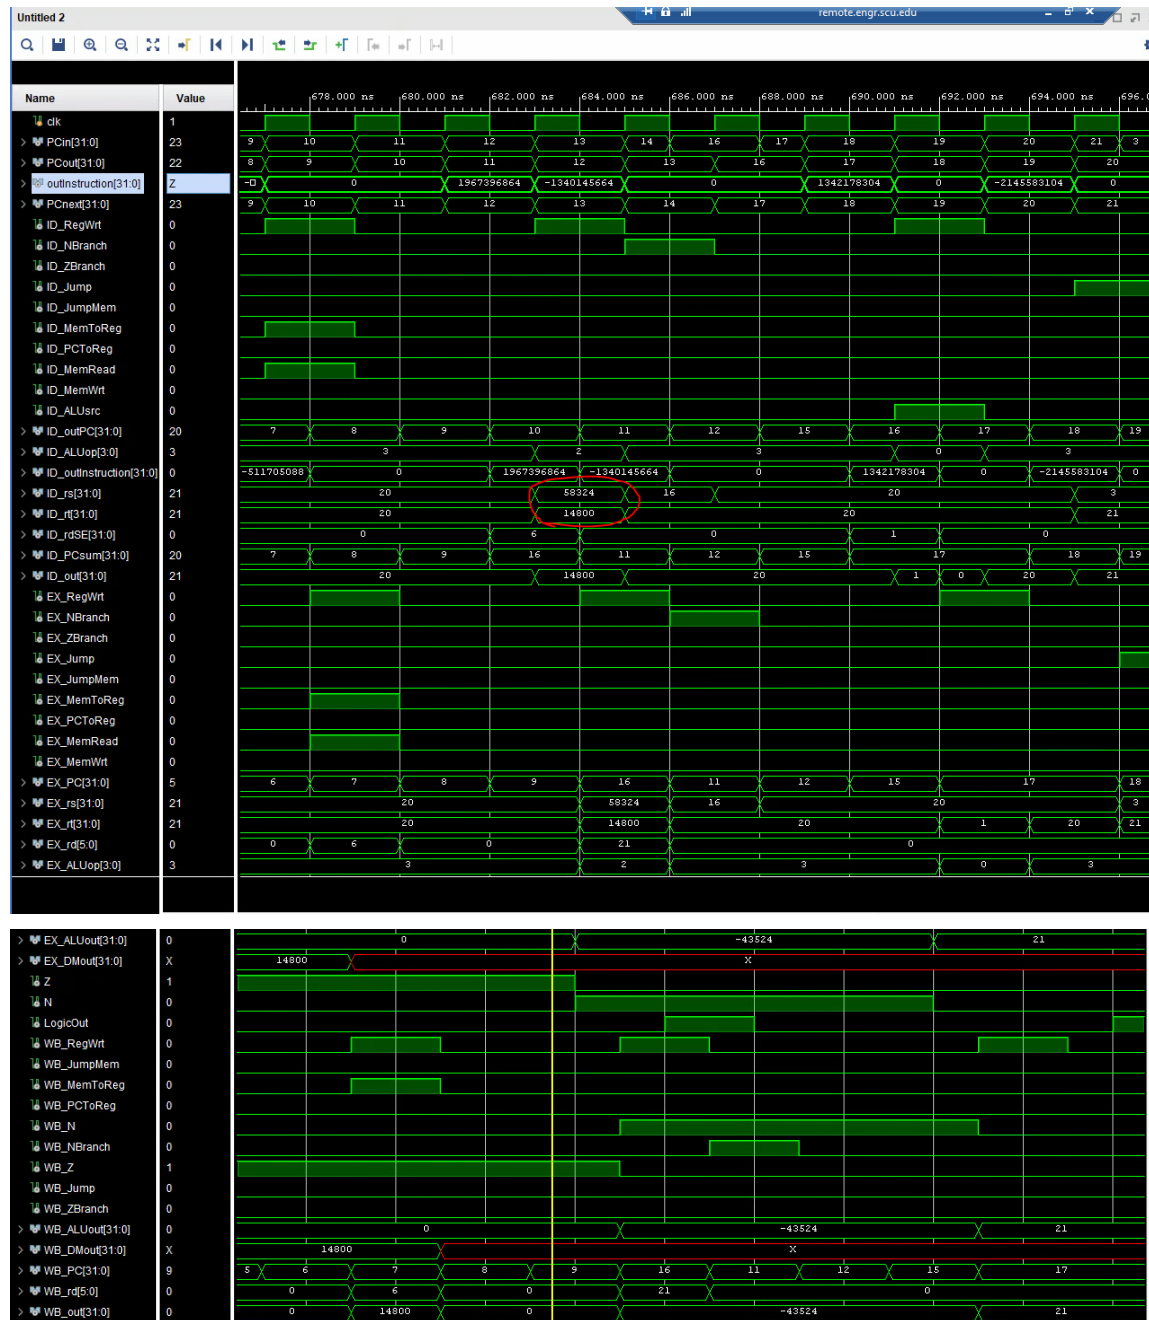 Untitled 2
remote.engr.scu.edu
Name Value
678.000 ns 680.000 ns 682.000 ns 684.000 ns 686.000 ns 688.000 ns 690.000 ns 692.000 ns 694.000 ns 696.0
clk 1
PCin[31:0] 23 9 10 11 12 13 14 16 17 18 19 20 21 3
PCout[31:0] 22 8 9 10 11 12 13 16 17 18 19 20
outInstruction[31:0] Z 0 1967396864 -1340145664 0 1342178304 0 -2145583104 0
PCnext[31:0] 23 9 10 11 12 13 14 17 18 19 20 21
ID_RegWrt 0
ID_NBranch 0
ID_ZBranch 0
ID_Jump 0
ID_JumpMem 0
ID_MemToReg 0
ID_PCToReg 0
ID_MemRead 0
ID_MemWrt 0
ID_ALUsrc 0
ID_outPC[31:0] 20 7 8 9 10 11 12 15 16 17 18 19
ID_ALUop[3:0] 3 3 2 3 0 3
ID_outInstruction[31:0] 0 -511705088 0 1967396864 -1340145664 0 1342178304 0 -2145583104 0
ID_rs[31:0] 21 20 58324 16 20 3
ID_rt[31:0] 21 20 14800 20 21
ID_rdSE[31:0] 0 0 6 0 1 0
ID_PCsum[31:0] 20 7 8 9 16 11 12 15 17 18 19
ID_out[31:0] 21 20 14800 20 1 0 20 21
EX_RegWrt 0
EX_NBranch 0
EX_ZBranch 0
EX_Jump 0
EX_JumpMem 0
EX_MemToReg 0
EX_PCToReg 0
EX_MemRead 0
EX_MemWrt 0
EX_PC[31:0] 5 6 7 8 9 16 11 12 15 17 18
EX_rs[31:0] 21 20 58324 16 20 3
EX_rt[31:0] 21 20 14800 20 1 20 21
EX_rd[5:0] 0 0 6 0 21 0
EX_ALUop[3:0] 3 3 2 3 0 3
EX_ALUout[31:0] 0 0 -43524 21
EX_DMout[31:0] X 14800 X
Z 1
N 0
LogicOut 0
WB_RegWrt 0
WB_JumpMem 0
WB_MemToReg 0
WB_PCToReg 0
WB_N 0
WB_NBranch 0
WB_Z 1
WB_Jump 0
WB_ZBranch 0
WB_ALUout[31:0] 0 0 -43524 21
WB_DMout[31:0] X 14800 X
WB_PC[31:0] 9 5 6 7 8 9 16 11 12 15 17
WB_rd[5:0] 0 0 6 0 21 0
WB_out[31:0] 0 0 14800 0 -43524 21